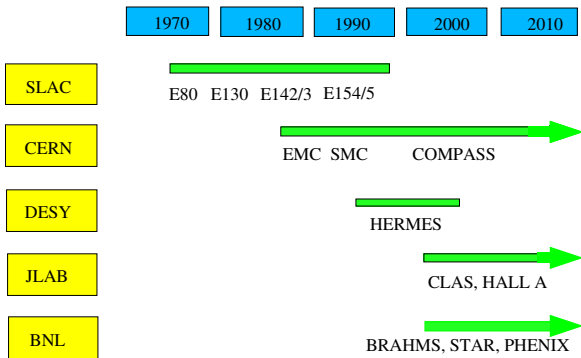 1970 1980 1990 2000 2010
SLAC
E80 E130 E142/3 E154/5
CERN
EMC SMC COMPASS
DESY
HERMES
JLAB
CLAS, HALL A
BNL
BRAHMS, STAR, PHENIX